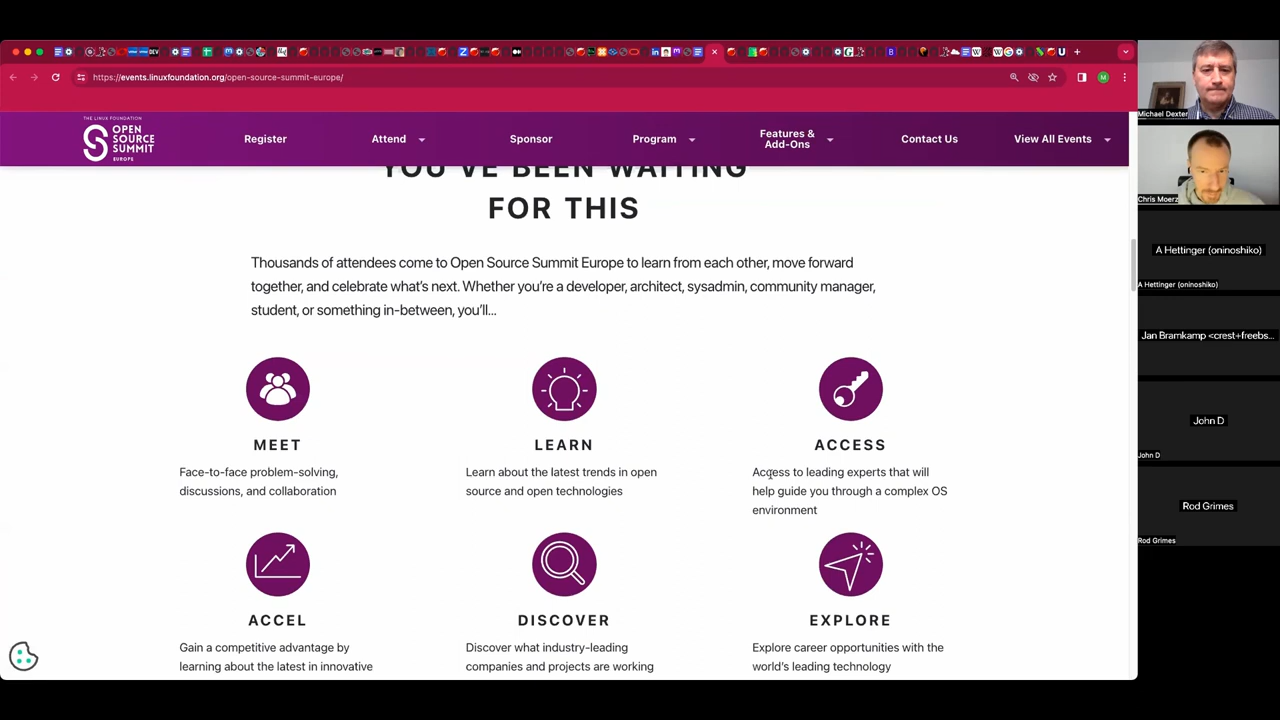 https://events.linuxfoundation.org/open-source-summit-europe/
THE LINUX FOUNDATION
OPEN
SOURCE
SUMMIT
EUROPE
Register
Attend
Sponsor
Program
Features &
Add-Ons
Contact Us
View All Events
YOU'VE BEEN WAITING
FOR THIS
Thousands of attendees come to Open Source Summit Europe to learn from each other, move forward
together, and celebrate what's next. Whether you're a developer, architect, sysadmin, community manager,
student, or something in-between, you'll...
MEET
Face-to-face problem-solving,
discussions, and collaboration
LEARN
Learn about the latest trends in open
source and open technologies
ACCESS
Access to leading experts that will
help guide you through a complex OS
environment
ACCEL
Gain a competitive advantage by
learning about the latest in innovative
DISCOVER
Discover what industry-leading
companies and projects are working
EXPLORE
Explore career opportunities with the
world's leading technology
Michael Dexter
Chris Moerz
A Hettinger (oninoshiko)
A Hettinger (oninoshiko)
Jan Bramkamp <crest+freebs...
John D
John D
Rod Grimes
Rod Grimes